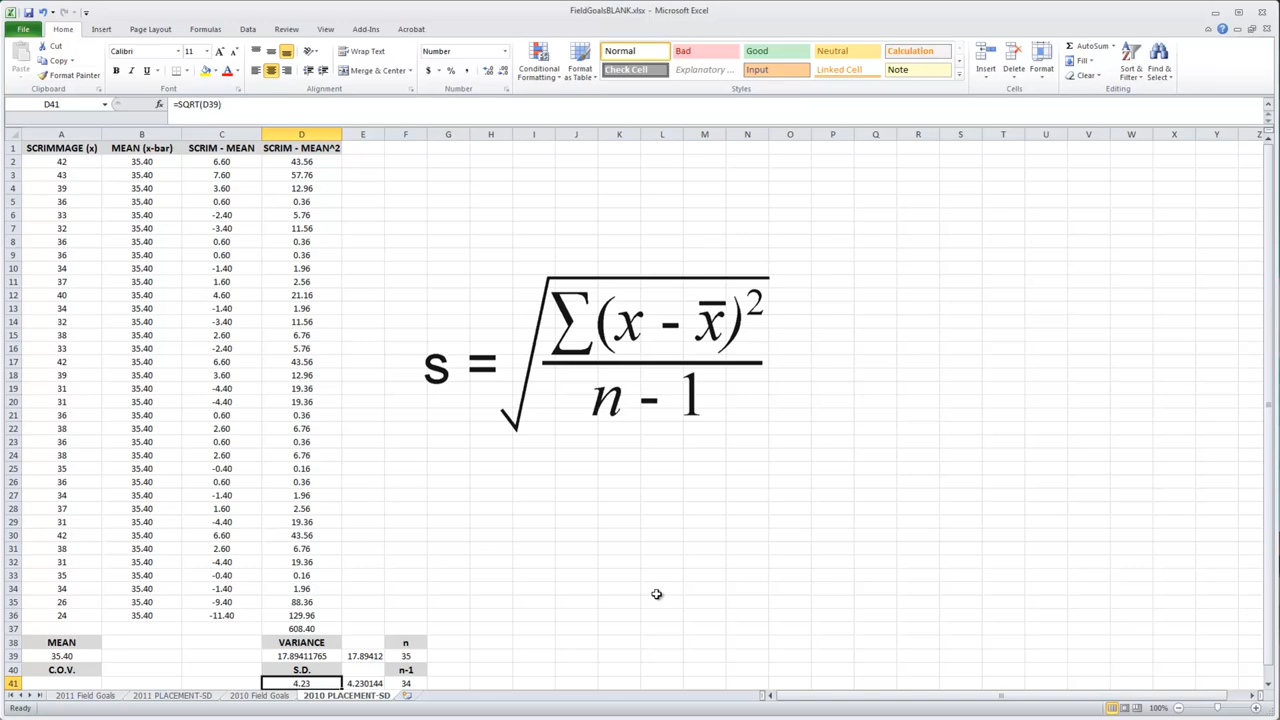 FieldGoalsBLANK.xlsx - Microsoft Excel
File Home Insert Page Layout Formulas Data Review View Add-Ins Acrobat
Cut Calibri 11 Wrap Text Number Normal Bad Good Neutral Calculation AutoSum
Paste Copy Format Painter B I U Merge & Center $ % , Conditional Formatting Format as Table Check Cell Explanatory ... Input Linked Cell Note Insert Delete Format Fill Clear Sort & Filter Find & Select
Clipboard Font Alignment Number Styles Cells Editing
D41 fx =SQRT(D39)
A B C D E F G H I J K L M N O P Q R S T U V W X Y Z
1 SCRIMMAGE (x) MEAN (x-bar) SCRIM - MEAN SCRIM - MEAN^2
2 42 35.40 6.60 43.56
3 43 35.40 7.60 57.76
4 39 35.40 3.60 12.96
5 36 35.40 0.60 0.36
6 33 35.40 -2.40 5.76
7 32 35.40 -3.40 11.56
8 36 35.40 0.60 0.36
9 36 35.40 0.60 0.36
10 34 35.40 -1.40 1.96
11 37 35.40 1.60 2.56
12 40 35.40 4.60 21.16
13 34 35.40 -1.40 1.96
14 32 35.40 -3.40 11.56
15 38 35.40 2.60 6.76
16 33 35.40 -2.40 5.76
17 42 35.40 6.60 43.56
18 39 35.40 3.60 12.96
19 31 35.40 -4.40 19.36
20 31 35.40 -4.40 19.36
21 36 35.40 0.60 0.36
22 38 35.40 2.60 6.76
23 36 35.40 0.60 0.36
24 38 35.40 2.60 6.76
25 35 35.40 -0.40 0.16
26 36 35.40 0.60 0.36
27 34 35.40 -1.40 1.96
28 37 35.40 1.60 2.56
29 31 35.40 -4.40 19.36
30 42 35.40 6.60 43.56
31 38 35.40 2.60 6.76
32 31 35.40 -4.40 19.36
33 35 35.40 -0.40 0.16
34 34 35.40 -1.40 1.96
35 26 35.40 -9.40 88.36
36 24 35.40 -11.40 129.96
37 608.40
38 MEAN VARIANCE n
39 35.40 17.89411765 17.89412 35
40 C.O.V. S.D. n-1
41 4.23 4.230144 34
s = √(∑(x - x̅)² / n - 1)
2011 Field Goals 2011 PLACEMENT-SD 2010 Field Goals 2010 PLACEMENT-SD
Ready 100%